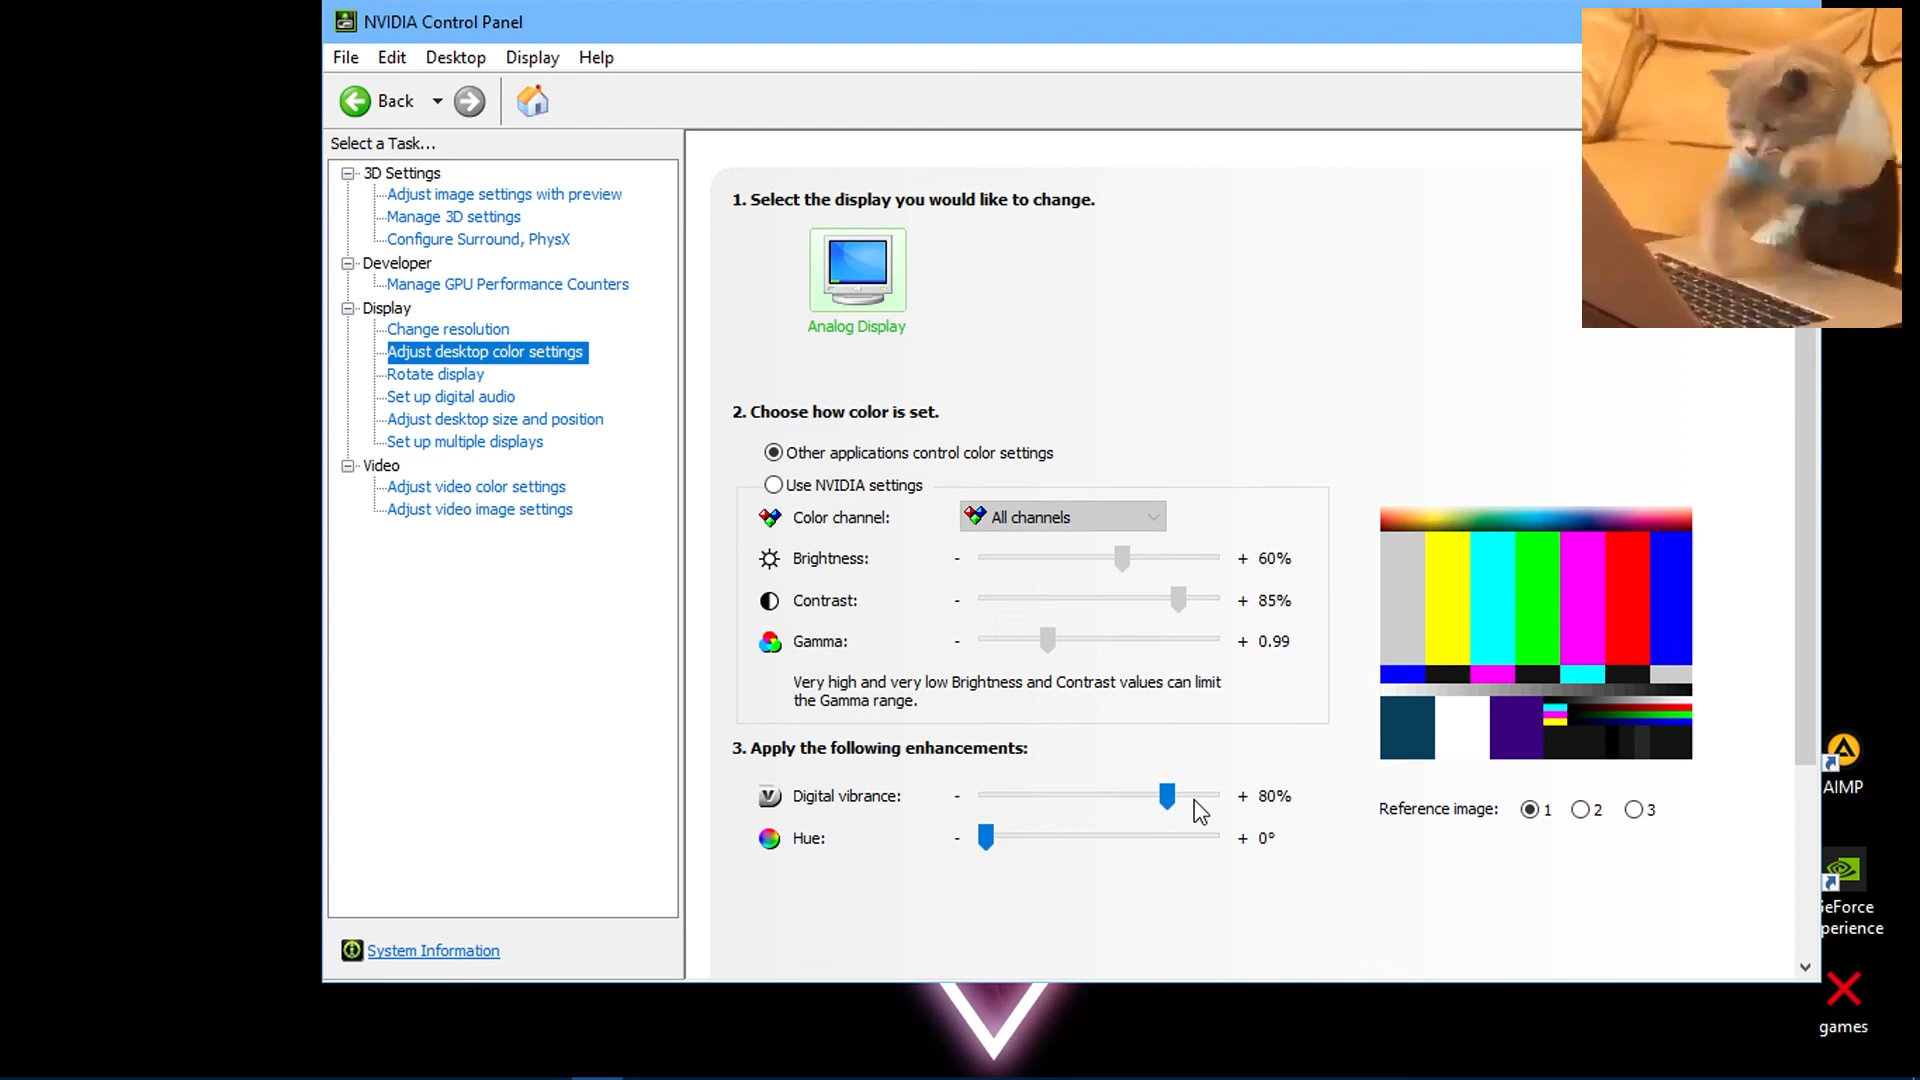 NVIDIA Control Panel
File Edit Desktop Display Help
Back
Select a Task...
3D Settings
Adjust image settings with preview
Manage 3D settings
Configure Surround, PhysX
Developer
Manage GPU Performance Counters
Display
Change resolution
Adjust desktop color settings
Rotate display
Set up digital audio
Adjust desktop size and position
Set up multiple displays
Video
Adjust video color settings
Adjust video image settings
System Information
1. Select the display you would like to change.
Analog Display
2. Choose how color is set.
Other applications control color settings
Use NVIDIA settings
Color channel: All channels
Brightness: - + 60%
Contrast: - + 85%
Gamma: - + 0.99
Very high and very low Brightness and Contrast values can limit
the Gamma range.
3. Apply the following enhancements:
Digital vibrance: - + 80%
Hue: - + 0°
Reference image: 1 2 3
AIMP
eForce
perience
games